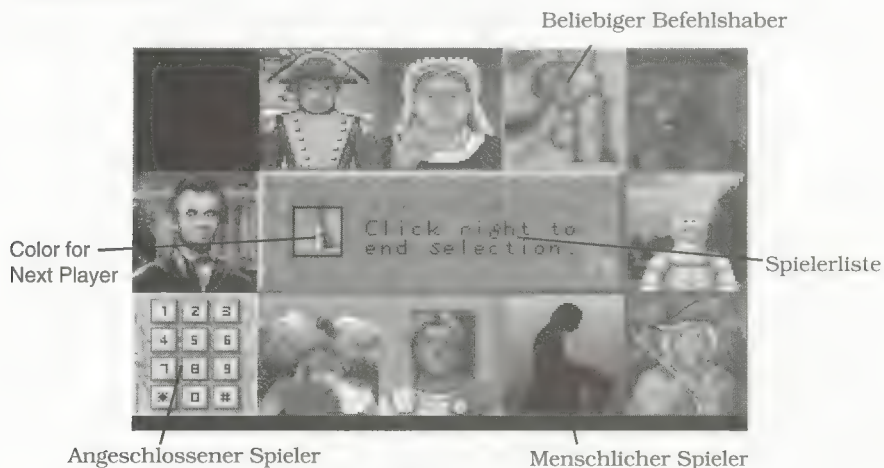 Beliebiger Befehlshaber
Click right to
end selection.
Color for
Next Player
Spielerliste
1 2 3
4 5 6
7 8 9
* 0 #
Angeschlossener Spieler
Menschlicher Spieler